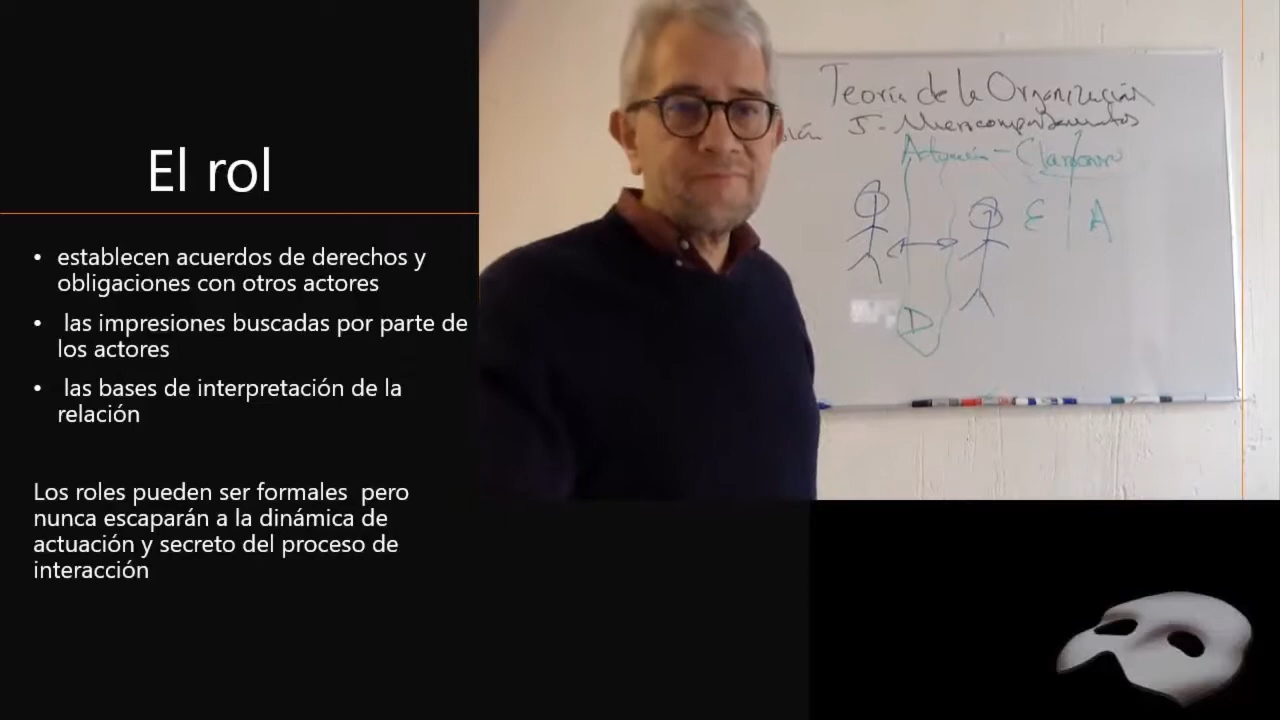 El rol
• establecen acuerdos de derechos y
obligaciones con otros actores
• las impresiones buscadas por parte de
los actores
• las bases de interpretación de la
relación
Los roles pueden ser formales pero
nunca escaparán a la dinámica de
actuación y secreto del proceso de
interacción
Teoría de la Organización
5 - Microcomportamientos
E A
D